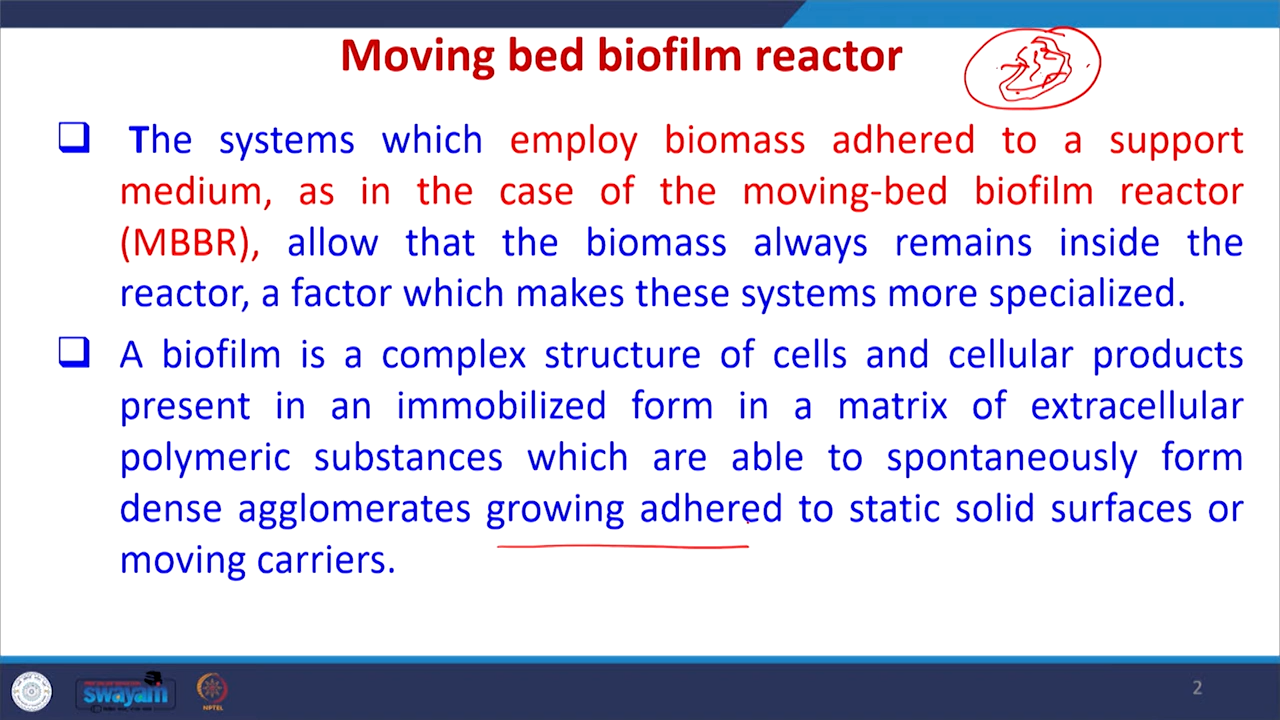 Moving bed biofilm reactor
The systems which employ biomass adhered to a support
medium, as in the case of the moving-bed biofilm reactor
(MBBR), allow that the biomass always remains inside the
reactor, a factor which makes these systems more specialized.
A biofilm is a complex structure of cells and cellular products
present in an immobilized form in a matrix of extracellular
polymeric substances which are able to spontaneously form
dense agglomerates growing adhered to static solid surfaces or
moving carriers.
swayam
NPTEL
2